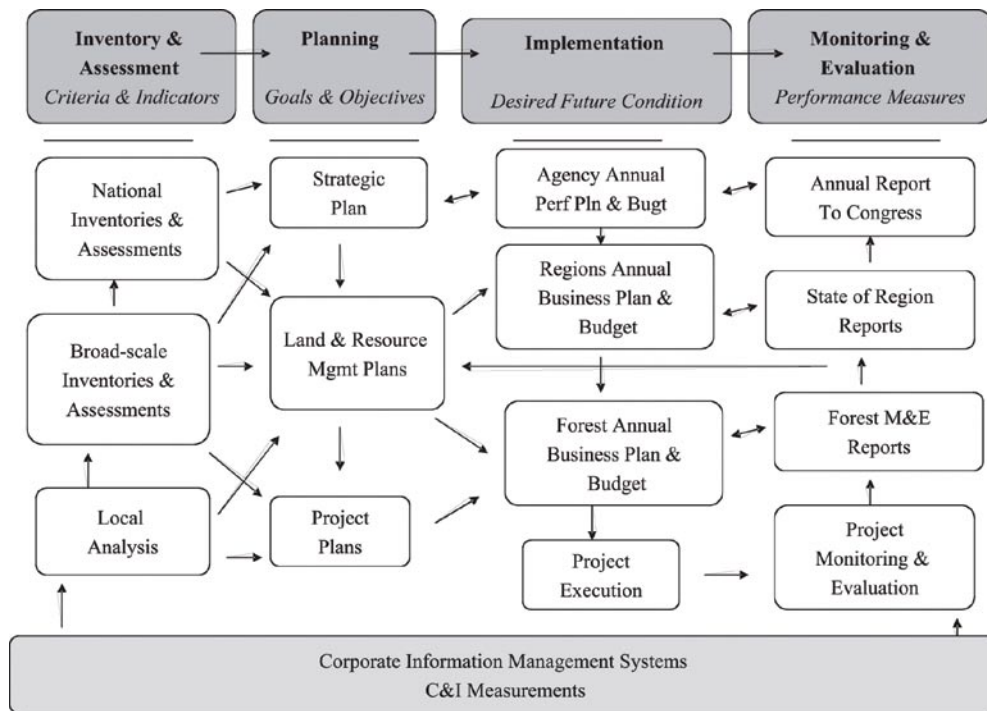 Inventory &
Assessment
Criteria & Indicators
Planning
Goals & Objectives
Implementation
Desired Future Condition
Monitoring &
Evaluation
Performance Measures
National
Inventories &
Assessments
Broad-scale
Inventories &
Assessments
Local
Analysis
Strategic
Plan
Land & Resource
Mgmt Plans
Project
Plans
Agency Annual
Perf Pln & Bugt
Regions Annual
Business Plan &
Budget
Forest Annual
Business Plan &
Budget
Project
Execution
Annual Report
To Congress
State of Region
Reports
Forest M&E
Reports
Project
Monitoring &
Evaluation
Corporate Information Management Systems
C&I Measurements